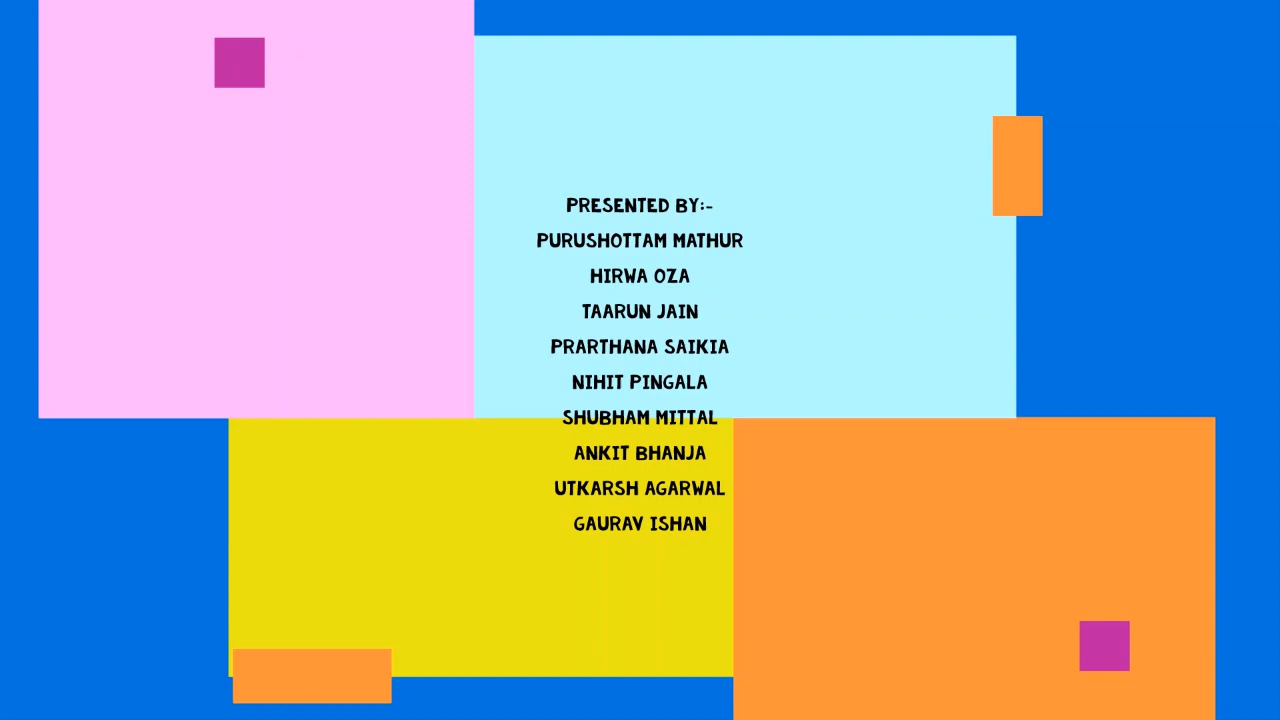 PRESENTED BY:-
PURUSHOTTAM MATHUR
HIRWA OZA
TAARUN JAIN
PRARTHANA SAIKIA
NIHIT PINGALA
SHUBHAM MITTAL
ANKIT BHANJA
UTKARSH AGARWAL
GAURAV ISHAN